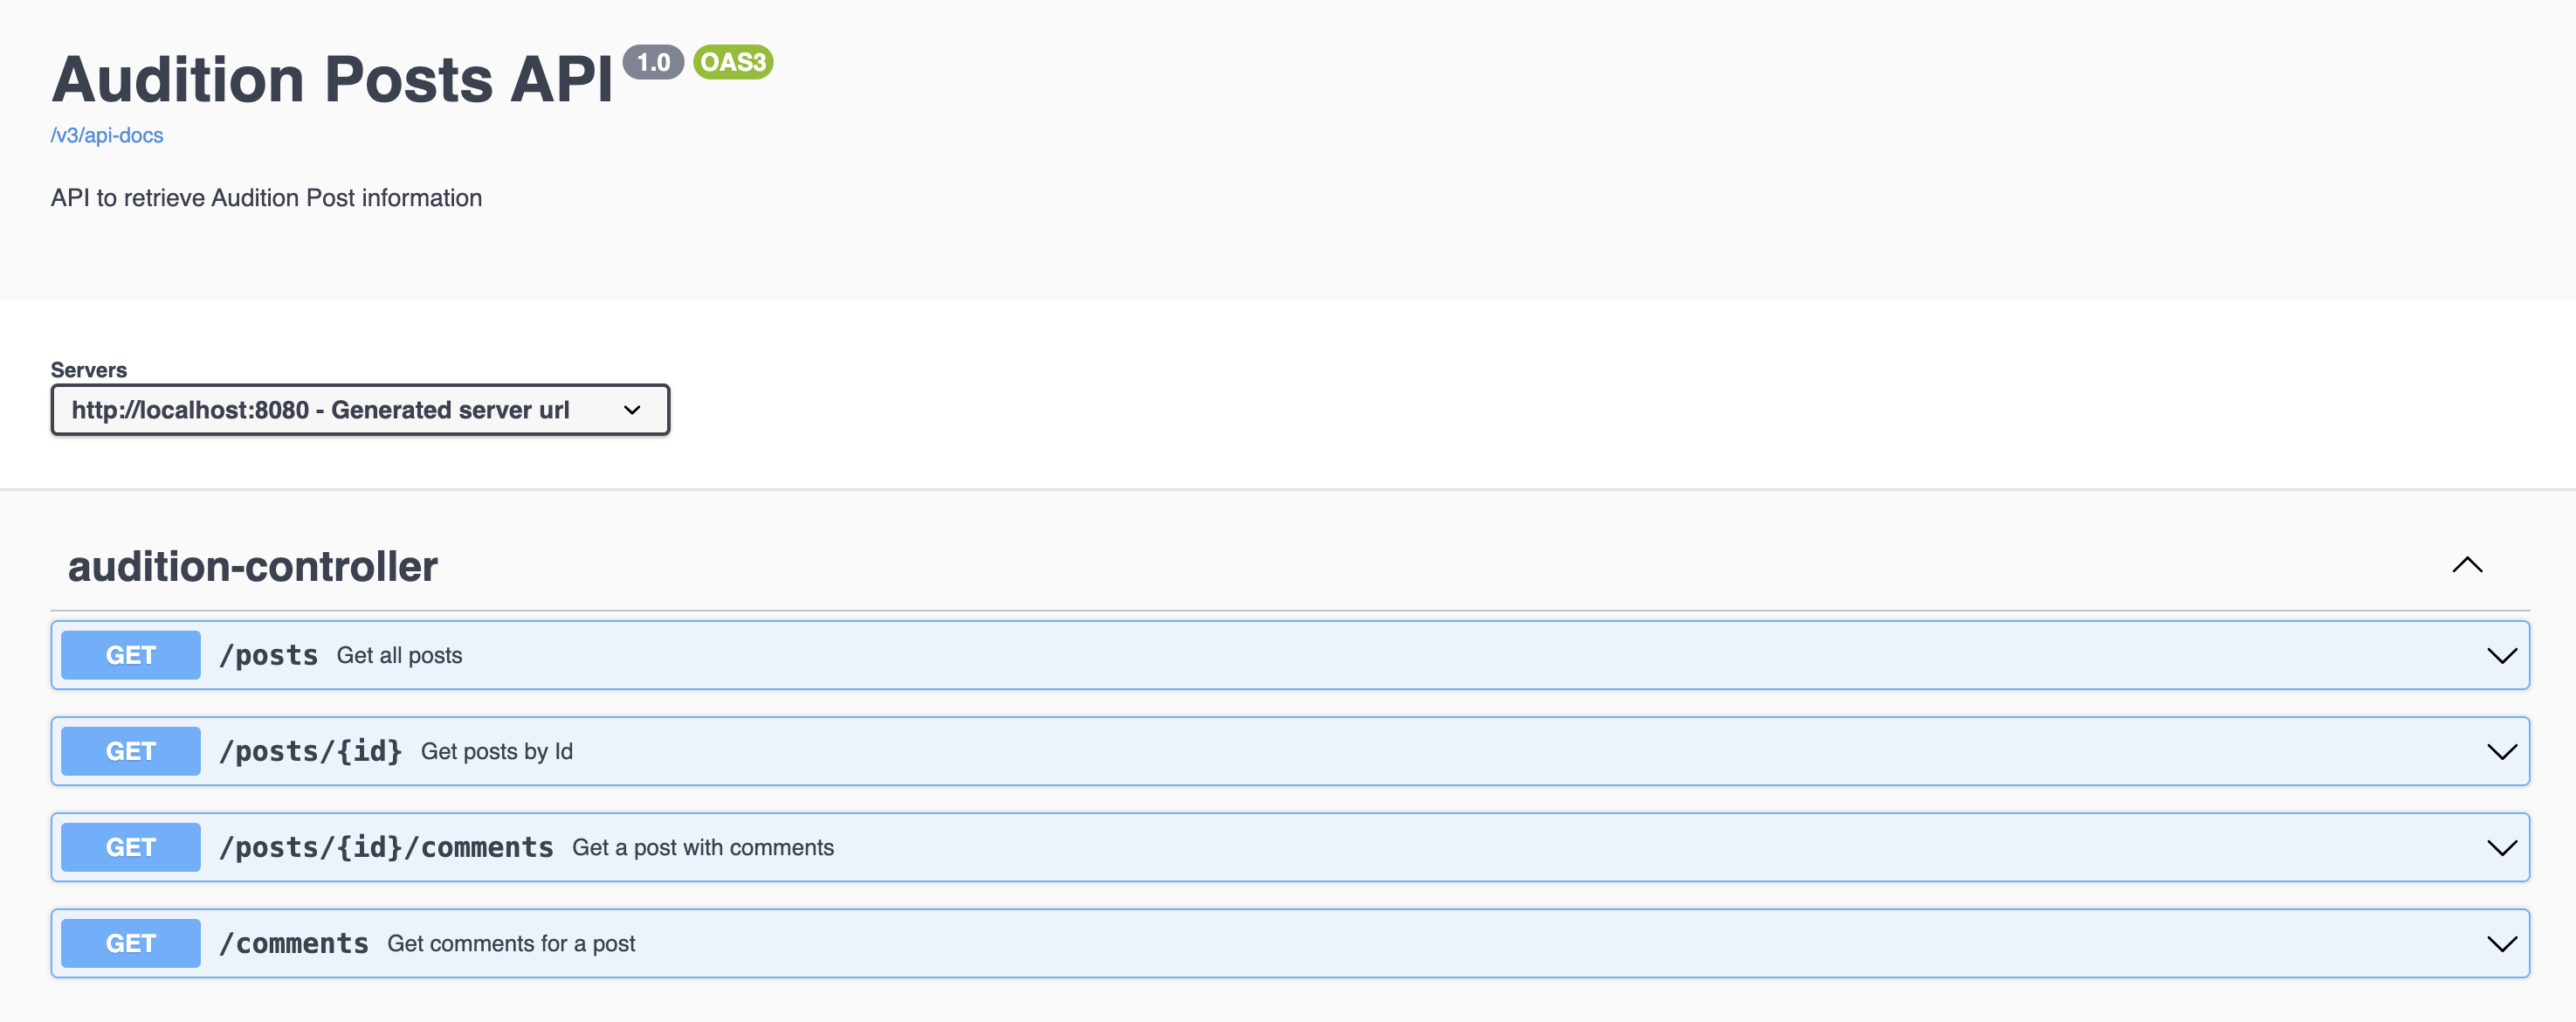 Audition Posts API 1.0 OAS3
/v3/api-docs
API to retrieve Audition Post information
Servers
http://localhost:8080 - Generated server url
audition-controller
GET /posts Get all posts
GET /posts/{id} Get posts by Id
GET /posts/{id}/comments Get a post with comments
GET /comments Get comments for a post